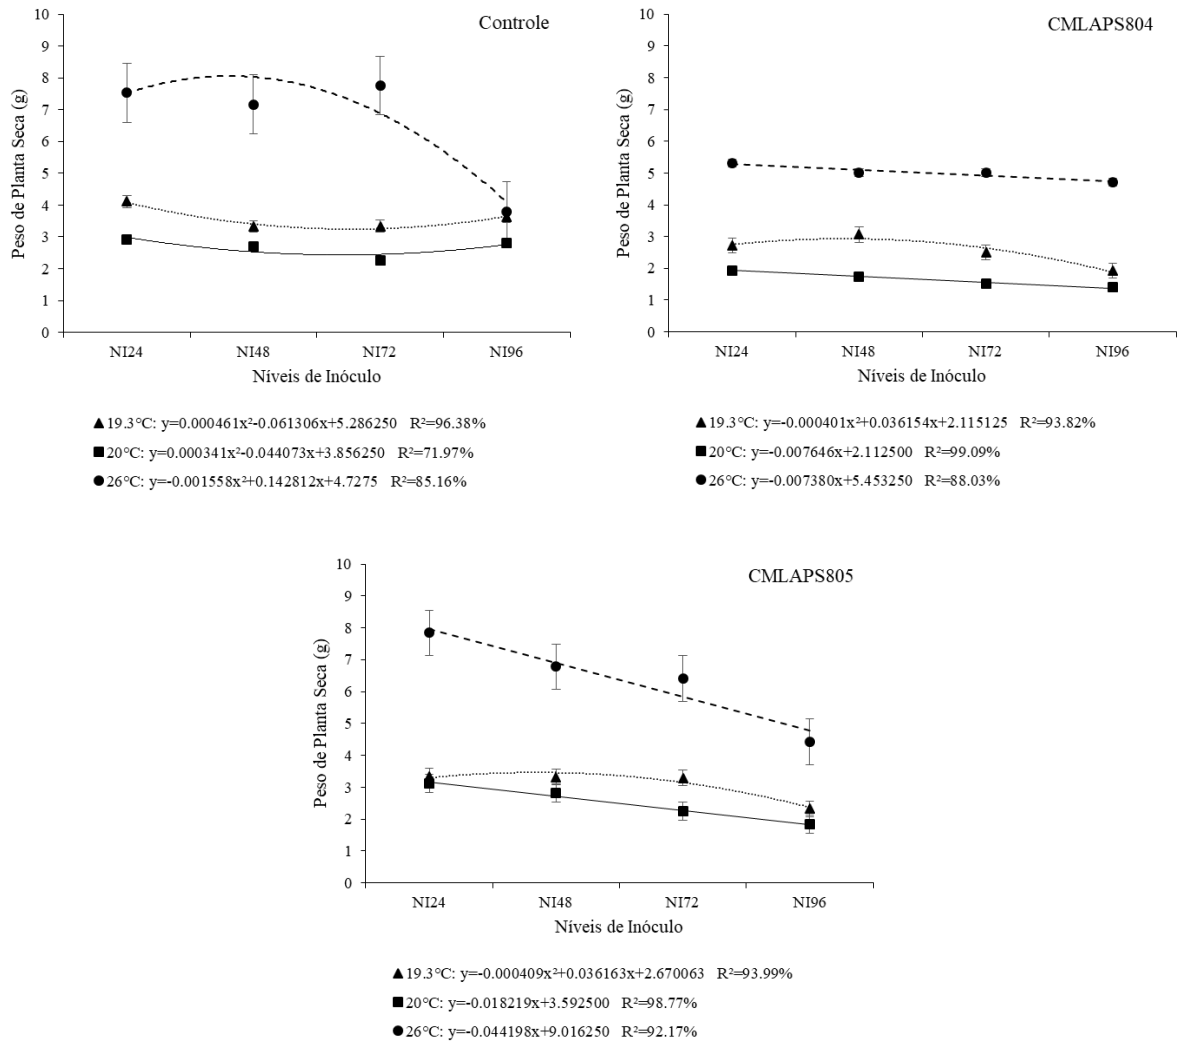 Controle
Peso de Planta Seca (g)
10
9
8
7
6
5
4
3
2
1
0
NI24 NI48 NI72 NI96
Níveis de Inóculo
19.3°C: y=0.000461x²-0.061306x+5.286250 R²=96.38%
20°C: y=0.000341x²-0.044073x+3.856250 R²=71.97%
26°C: y=-0.001558x²+0.142812x+4.7275 R²=85.16%
CMLAPS804
Peso de Planta Seca (g)
10
9
8
7
6
5
4
3
2
1
0
NI24 NI48 NI72 NI96
Níveis de Inóculo
19.3°C: y=-0.000401x²+0.036154x+2.115125 R²=93.82%
20°C: y=-0.007646x+2.112500 R²=99.09%
26°C: y=-0.007380x+5.453250 R²=88.03%
CMLAPS805
Peso de Planta Seca (g)
10
9
8
7
6
5
4
3
2
1
0
NI24 NI48 NI72 NI96
Níveis de Inóculo
19.3°C: y=-0.000409x²+0.036163x+2.670063 R²=93.99%
20°C: y=-0.018219x+3.592500 R²=98.77%
26°C: y=-0.044198x+9.016250 R²=92.17%